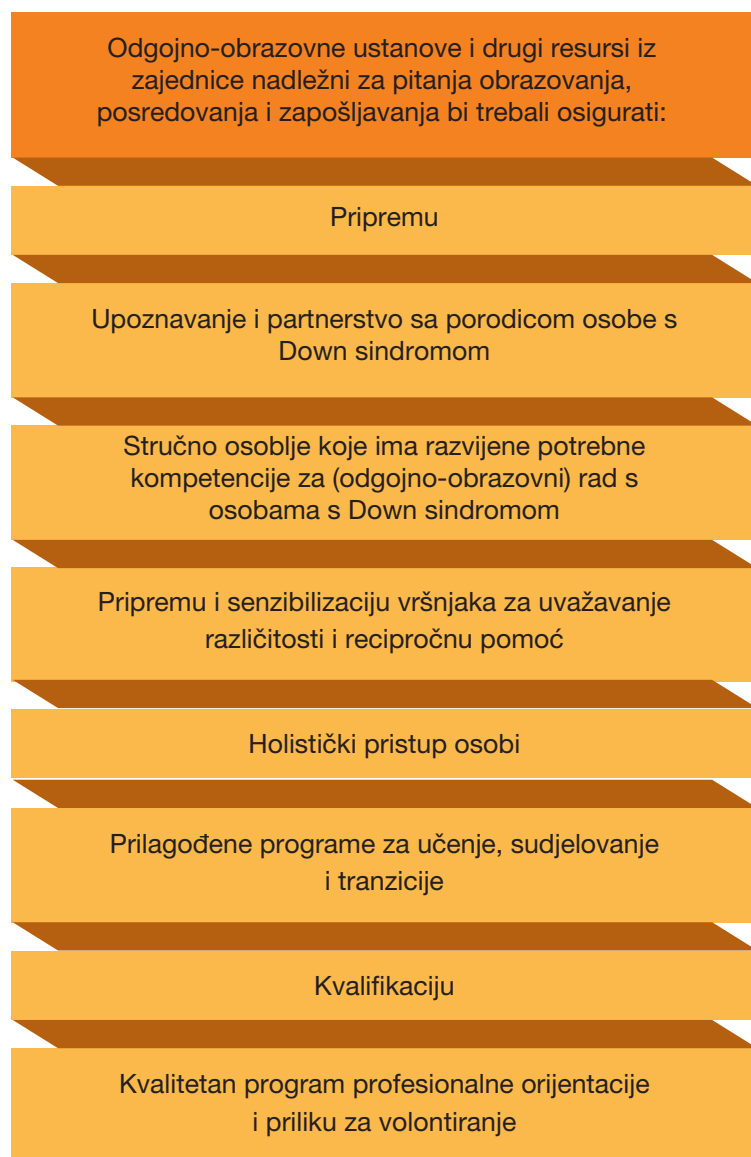 Odgojno-obrazovne ustanove i drugi resursi iz
zajednice nadležni za pitanja obrazovanja,
posredovanja i zapošljavanja bi trebali osigurati:
Pripremu
Upoznavanje i partnerstvo sa porodicom osobe s
Down sindromom
Stručno osoblje koje ima razvijene potrebne
kompetencije za (odgojno-obrazovni) rad s
osobama s Down sindromom
Pripremu i senzibilizaciju vršnjaka za uvažavanje
različitosti i recipročnu pomoć
Holistički pristup osobi
Prilagođene programe za učenje, sudjelovanje
i tranzicije
Kvalifikaciju
Kvalitetan program profesionalne orijentacije
i priliku za volontiranje